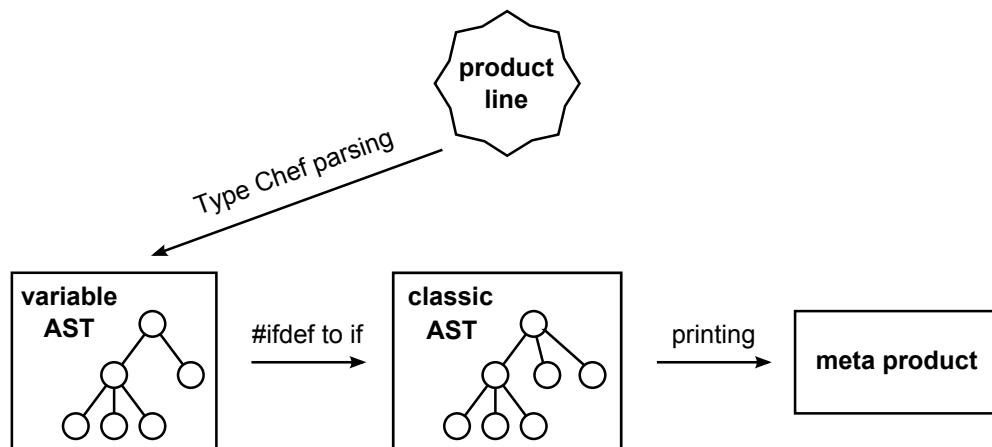 product
line
Type Chef parsing
variable
AST
#ifdef to if
classic
AST
printing
meta product